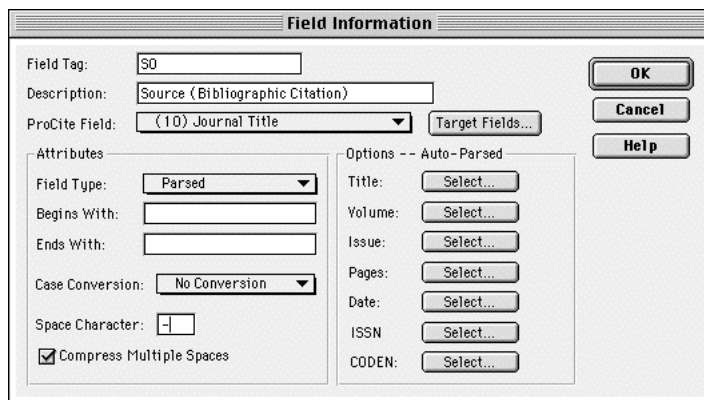 Field Information
Field Tag: SO
Description: Source (Bibliographic Citation)
ProCite Field: (10) Journal Title Target Fields...
OK
Cancel
Help
Attributes
Field Type: Parsed
Begins With:
Ends With:
Case Conversion: No Conversion
Space Character: -
Compress Multiple Spaces
Options -- Auto-Parsed
Title: Select...
Volume: Select...
Issue: Select...
Pages: Select...
Date: Select...
ISSN Select...
CODEN: Select...